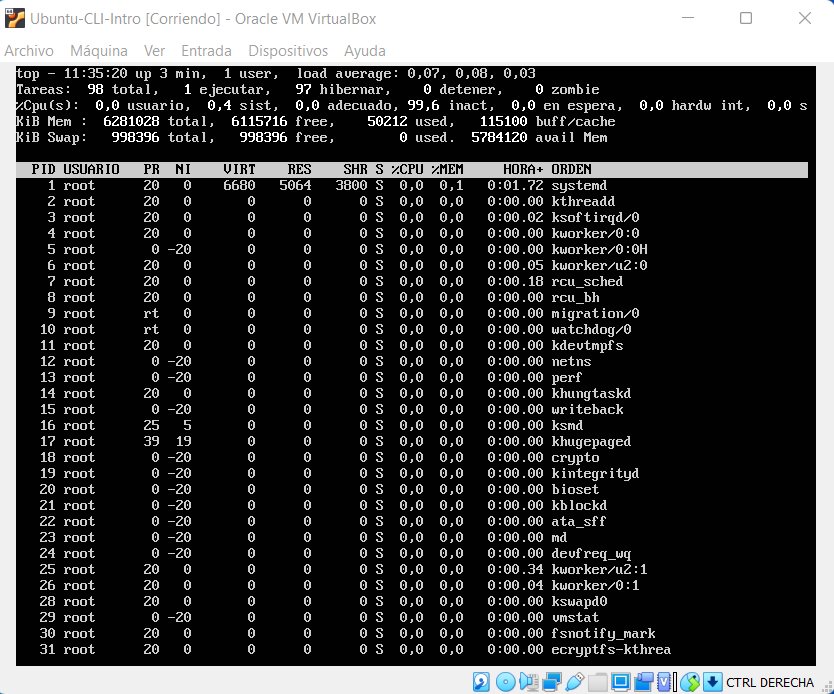 Ubuntu-CLI-Intro [Corriendo] - Oracle VM VirtualBox
Archivo Máquina Ver Entrada Dispositivos Ayuda
top - 11:35:20 up 3 min, 1 user, load average: 0,07, 0,08, 0,03
Tareas: 98 total, 1 ejecutar, 97 hibernar, 0 detener, 0 zombie
%Cpu(s): 0,0 usuario, 0,4 sist, 0,0 adecuado, 99,6 inact, 0,0 en espera, 0,0 hardw int, 0,0 s
KiB Mem : 6281028 total, 6115716 free, 50212 used, 115100 buff/cache
KiB Swap: 998396 total, 998396 free, 0 used. 5784120 avail Mem
PID USUARIO PR NI VIRT RES SHR S %CPU %MEM HORA+ ORDEN
1 root 20 0 6680 5064 3800 S 0,0 0,1 0:01.72 systemd
2 root 20 0 0 0 0 S 0,0 0,0 0:00.00 kthreadd
3 root 20 0 0 0 0 S 0,0 0,0 0:00.02 ksoftirqd/0
4 root 20 0 0 0 0 S 0,0 0,0 0:00.00 kworker/0:0
5 root 0 -20 0 0 0 S 0,0 0,0 0:00.00 kworker/0:0H
6 root 20 0 0 0 0 S 0,0 0,0 0:00.05 kworker/u2:0
7 root 20 0 0 0 0 S 0,0 0,0 0:00.18 rcu_sched
8 root 20 0 0 0 0 S 0,0 0,0 0:00.00 rcu_bh
9 root rt 0 0 0 0 S 0,0 0,0 0:00.00 migration/0
10 root rt 0 0 0 0 S 0,0 0,0 0:00.00 watchdog/0
11 root 20 0 0 0 0 S 0,0 0,0 0:00.00 kdevtmpfs
12 root 0 -20 0 0 0 S 0,0 0,0 0:00.00 netns
13 root 0 -20 0 0 0 S 0,0 0,0 0:00.00 perf
14 root 20 0 0 0 0 S 0,0 0,0 0:00.00 khungtaskd
15 root 0 -20 0 0 0 S 0,0 0,0 0:00.00 writeback
16 root 25 5 0 0 0 S 0,0 0,0 0:00.00 ksmd
17 root 39 19 0 0 0 S 0,0 0,0 0:00.00 khugepaged
18 root 0 -20 0 0 0 S 0,0 0,0 0:00.00 crypto
19 root 0 -20 0 0 0 S 0,0 0,0 0:00.00 kintegrityd
20 root 0 -20 0 0 0 S 0,0 0,0 0:00.00 bioset
21 root 0 -20 0 0 0 S 0,0 0,0 0:00.00 kblockd
22 root 0 -20 0 0 0 S 0,0 0,0 0:00.00 ata_sff
23 root 0 -20 0 0 0 S 0,0 0,0 0:00.00 md
24 root 0 -20 0 0 0 S 0,0 0,0 0:00.00 devfreq_wq
25 root 20 0 0 0 0 S 0,0 0,0 0:00.34 kworker/u2:1
26 root 20 0 0 0 0 S 0,0 0,0 0:00.04 kworker/0:1
28 root 20 0 0 0 0 S 0,0 0,0 0:00.00 kswapd0
29 root 0 -20 0 0 0 S 0,0 0,0 0:00.00 vmstat
30 root 20 0 0 0 0 S 0,0 0,0 0:00.00 fsnotify_mark
31 root 20 0 0 0 0 S 0,0 0,0 0:00.00 ecryptfs-kthrea
CTRL DERECHA